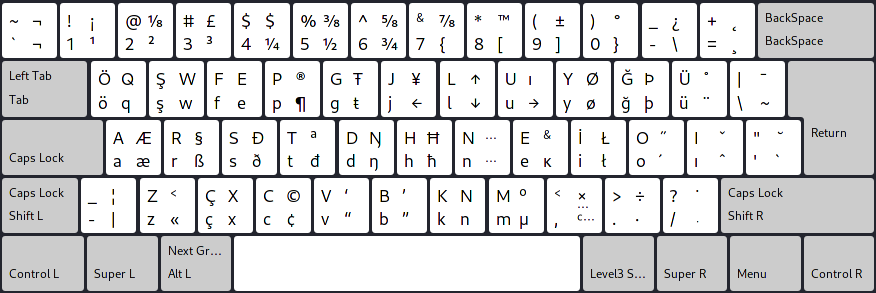 ~ ¬ ! ¡ @ ⅛ # £ $ $ % ⅜ ^ ⅝ & ⅞ * ™ ( ± ) ° _ ¿ + ˛ BackSpace
` ¬ 1 ¹ 2 ² 3 ³ 4 ¼ 5 ½ 6 ¾ 7 { 8 [ 9 ] 0 } - \ = ¸ BackSpace
Left Tab Ö Q Ş W F E P ® G Ŧ J ¥ L ↑ U ı Y Ø Ğ Þ Ü ° | ¯
Tab ö q ş w f e p ¶ g ŧ j ← l ↓ u → y ø ğ þ ü ¨ \ ~
Return
A Æ R § S Ð T ª D Ŋ H Ħ N … E & İ Ł O ˝ I ˇ " ˘
Caps Lock a æ r ß s ð t đ d ŋ h ħ n … e ĸ i ł o ´ ı ^ ' `
Caps Lock _ ¦ Z < Ç X C © V ‘ B ’ K N M º < × … > ÷ ? ˙ Caps Lock
Shift L - | z « ç x c ¢ v “ b ” k n m µ , c… . · / . Shift R
Next Gr…
Control L Super L Alt L Level3 S… Super R Menu Control R